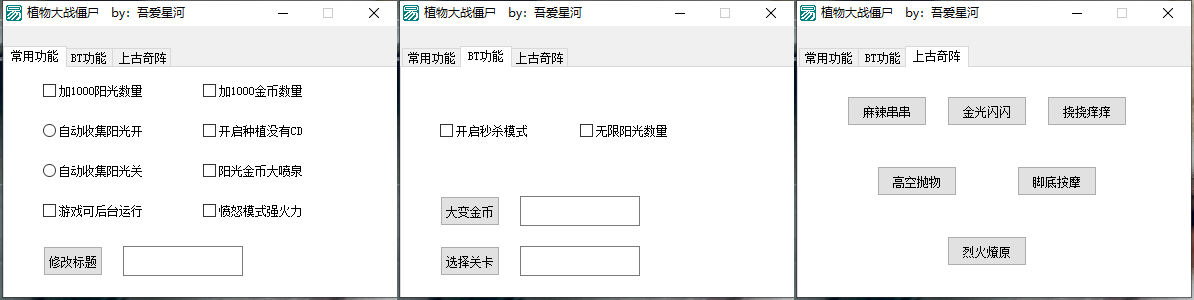 植物大战僵尸 by：吾爱星河
常用功能 BT功能 上古奇阵
加1000阳光数量 加1000金币数量
自动收集阳光开 开启种植没有CD
自动收集阳光关 阳光金币大喷泉
游戏可后台运行 愤怒模式强火力
修改标题
植物大战僵尸 by：吾爱星河
常用功能 BT功能 上古奇阵
开启秒杀模式 无限阳光数量
大变金币
选择关卡
植物大战僵尸 by：吾爱星河
常用功能 BT功能 上古奇阵
麻辣串串 金光闪闪 挠挠痒痒
高空抛物 脚底按摩
烈火燎原